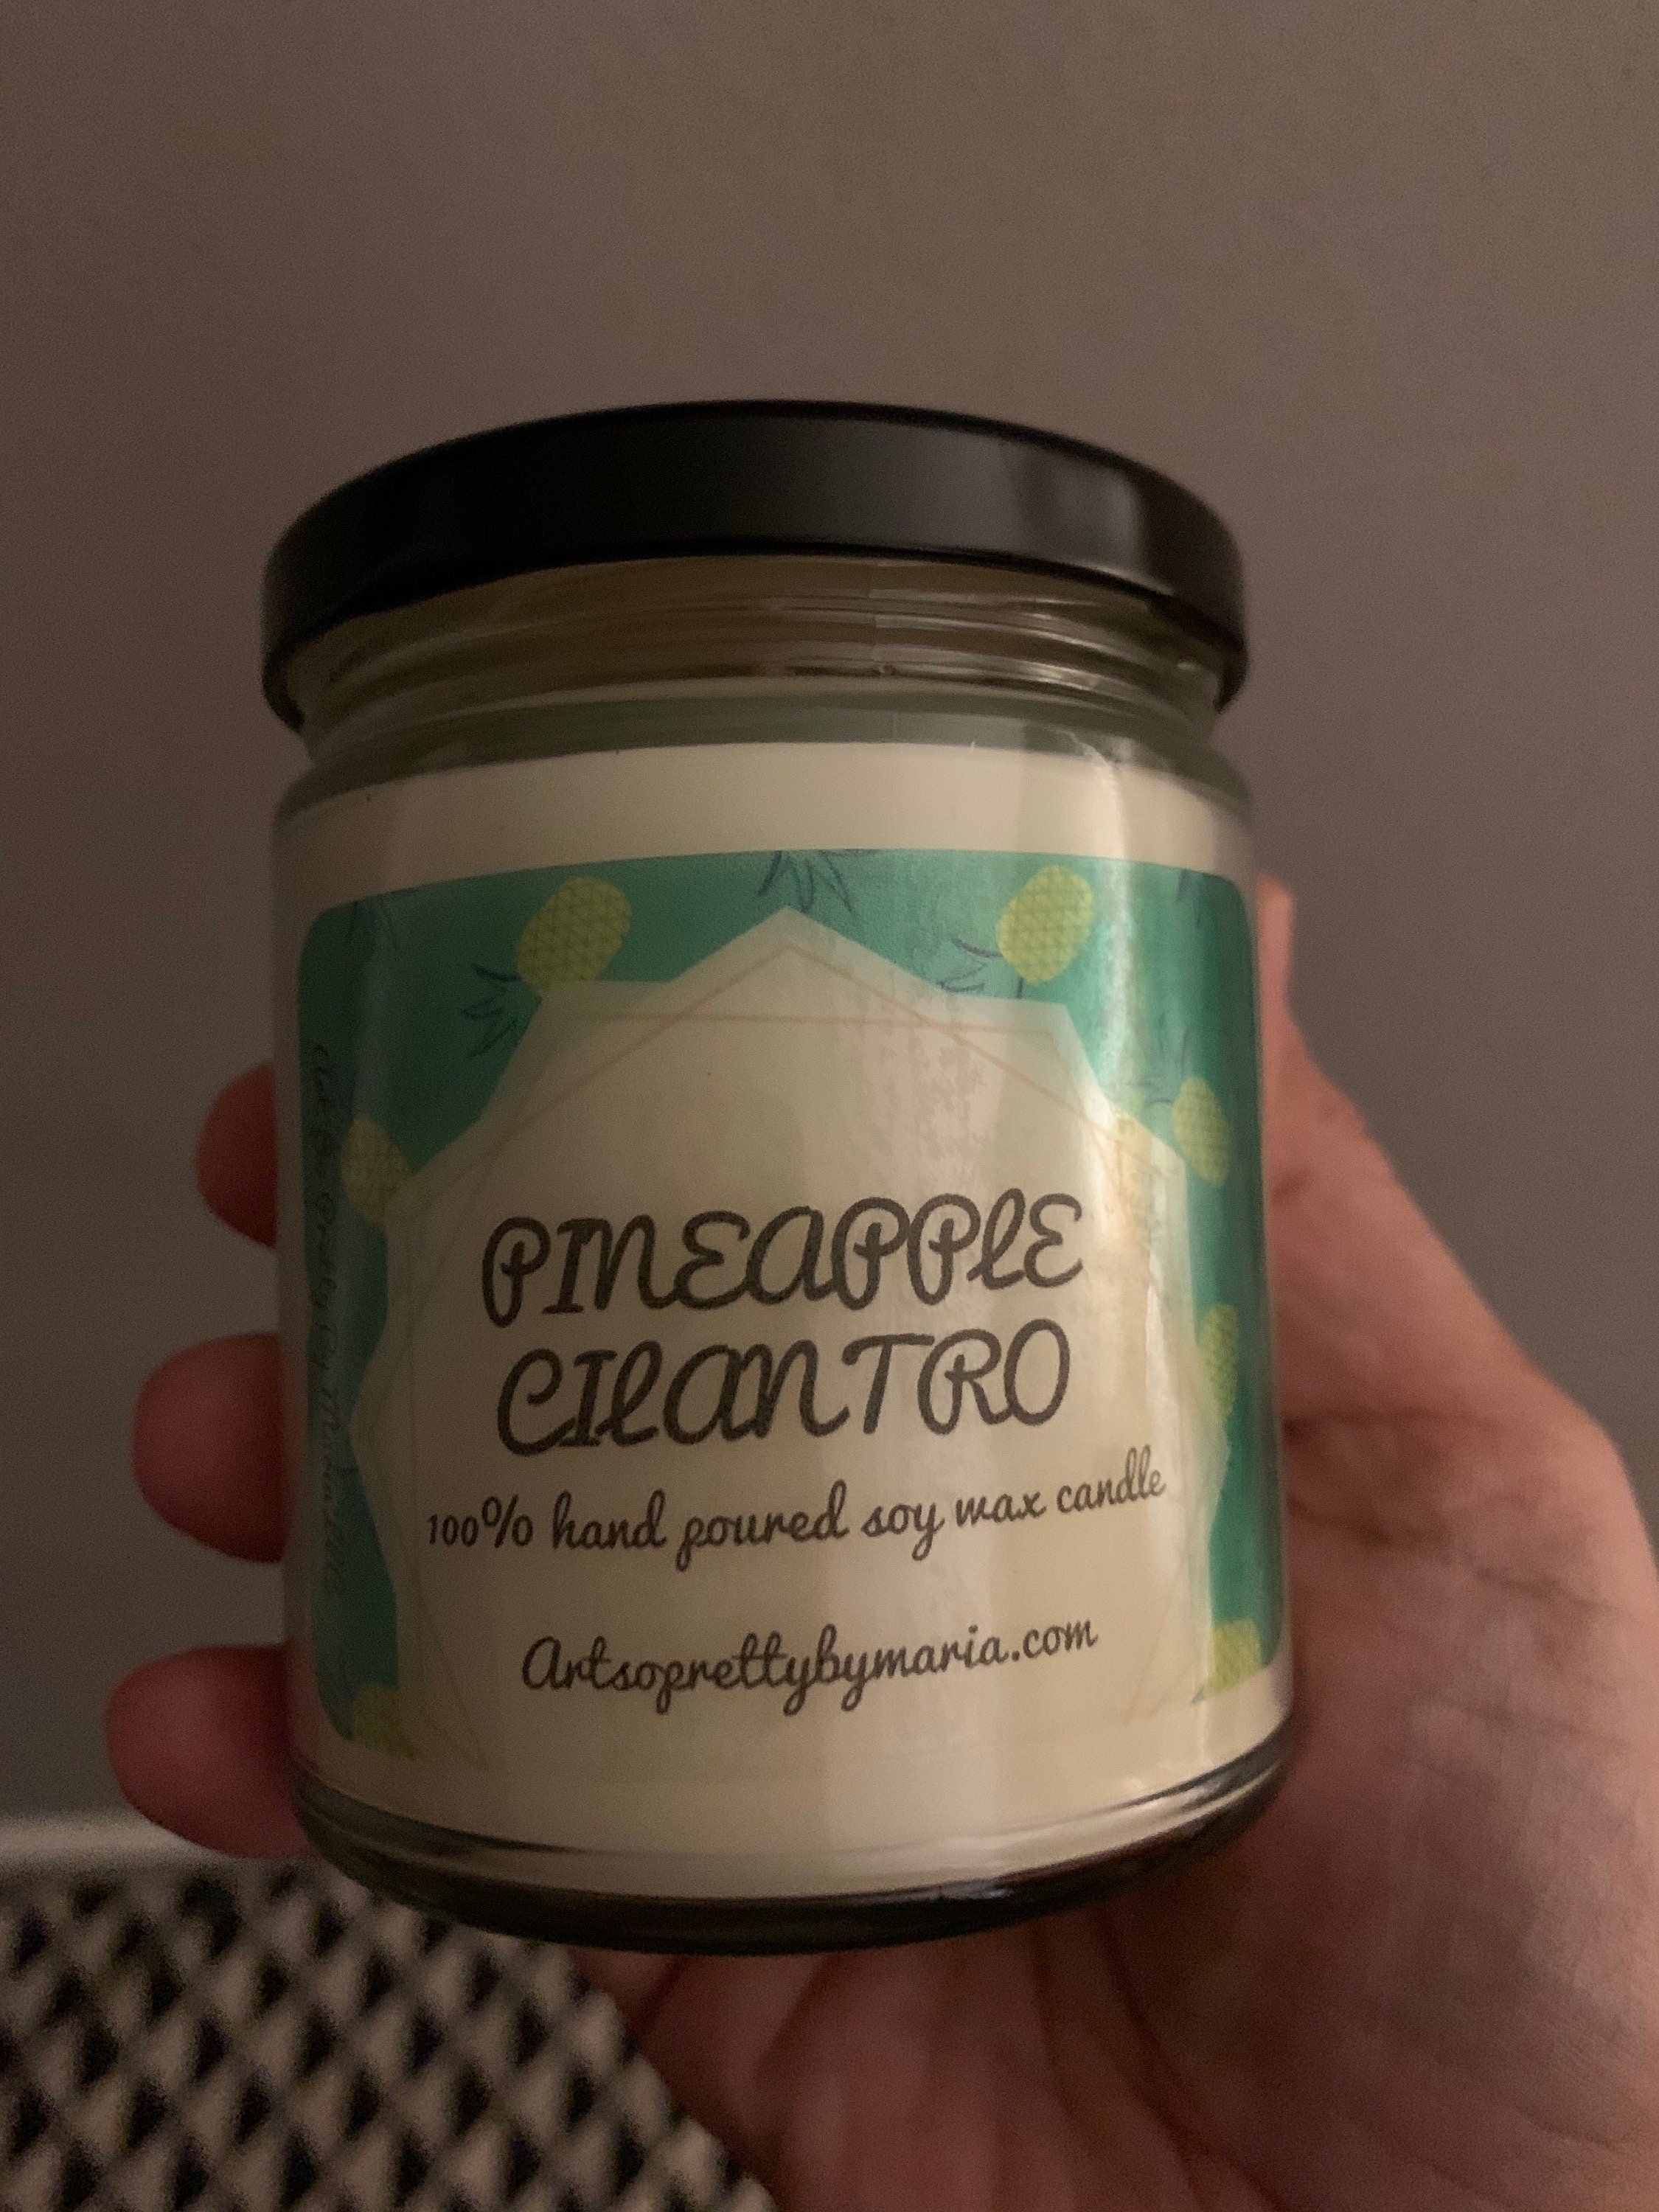 PINEAPPLE
CILANTRO
100% hand poured soy wax candle
Artsoprettybymaria.com